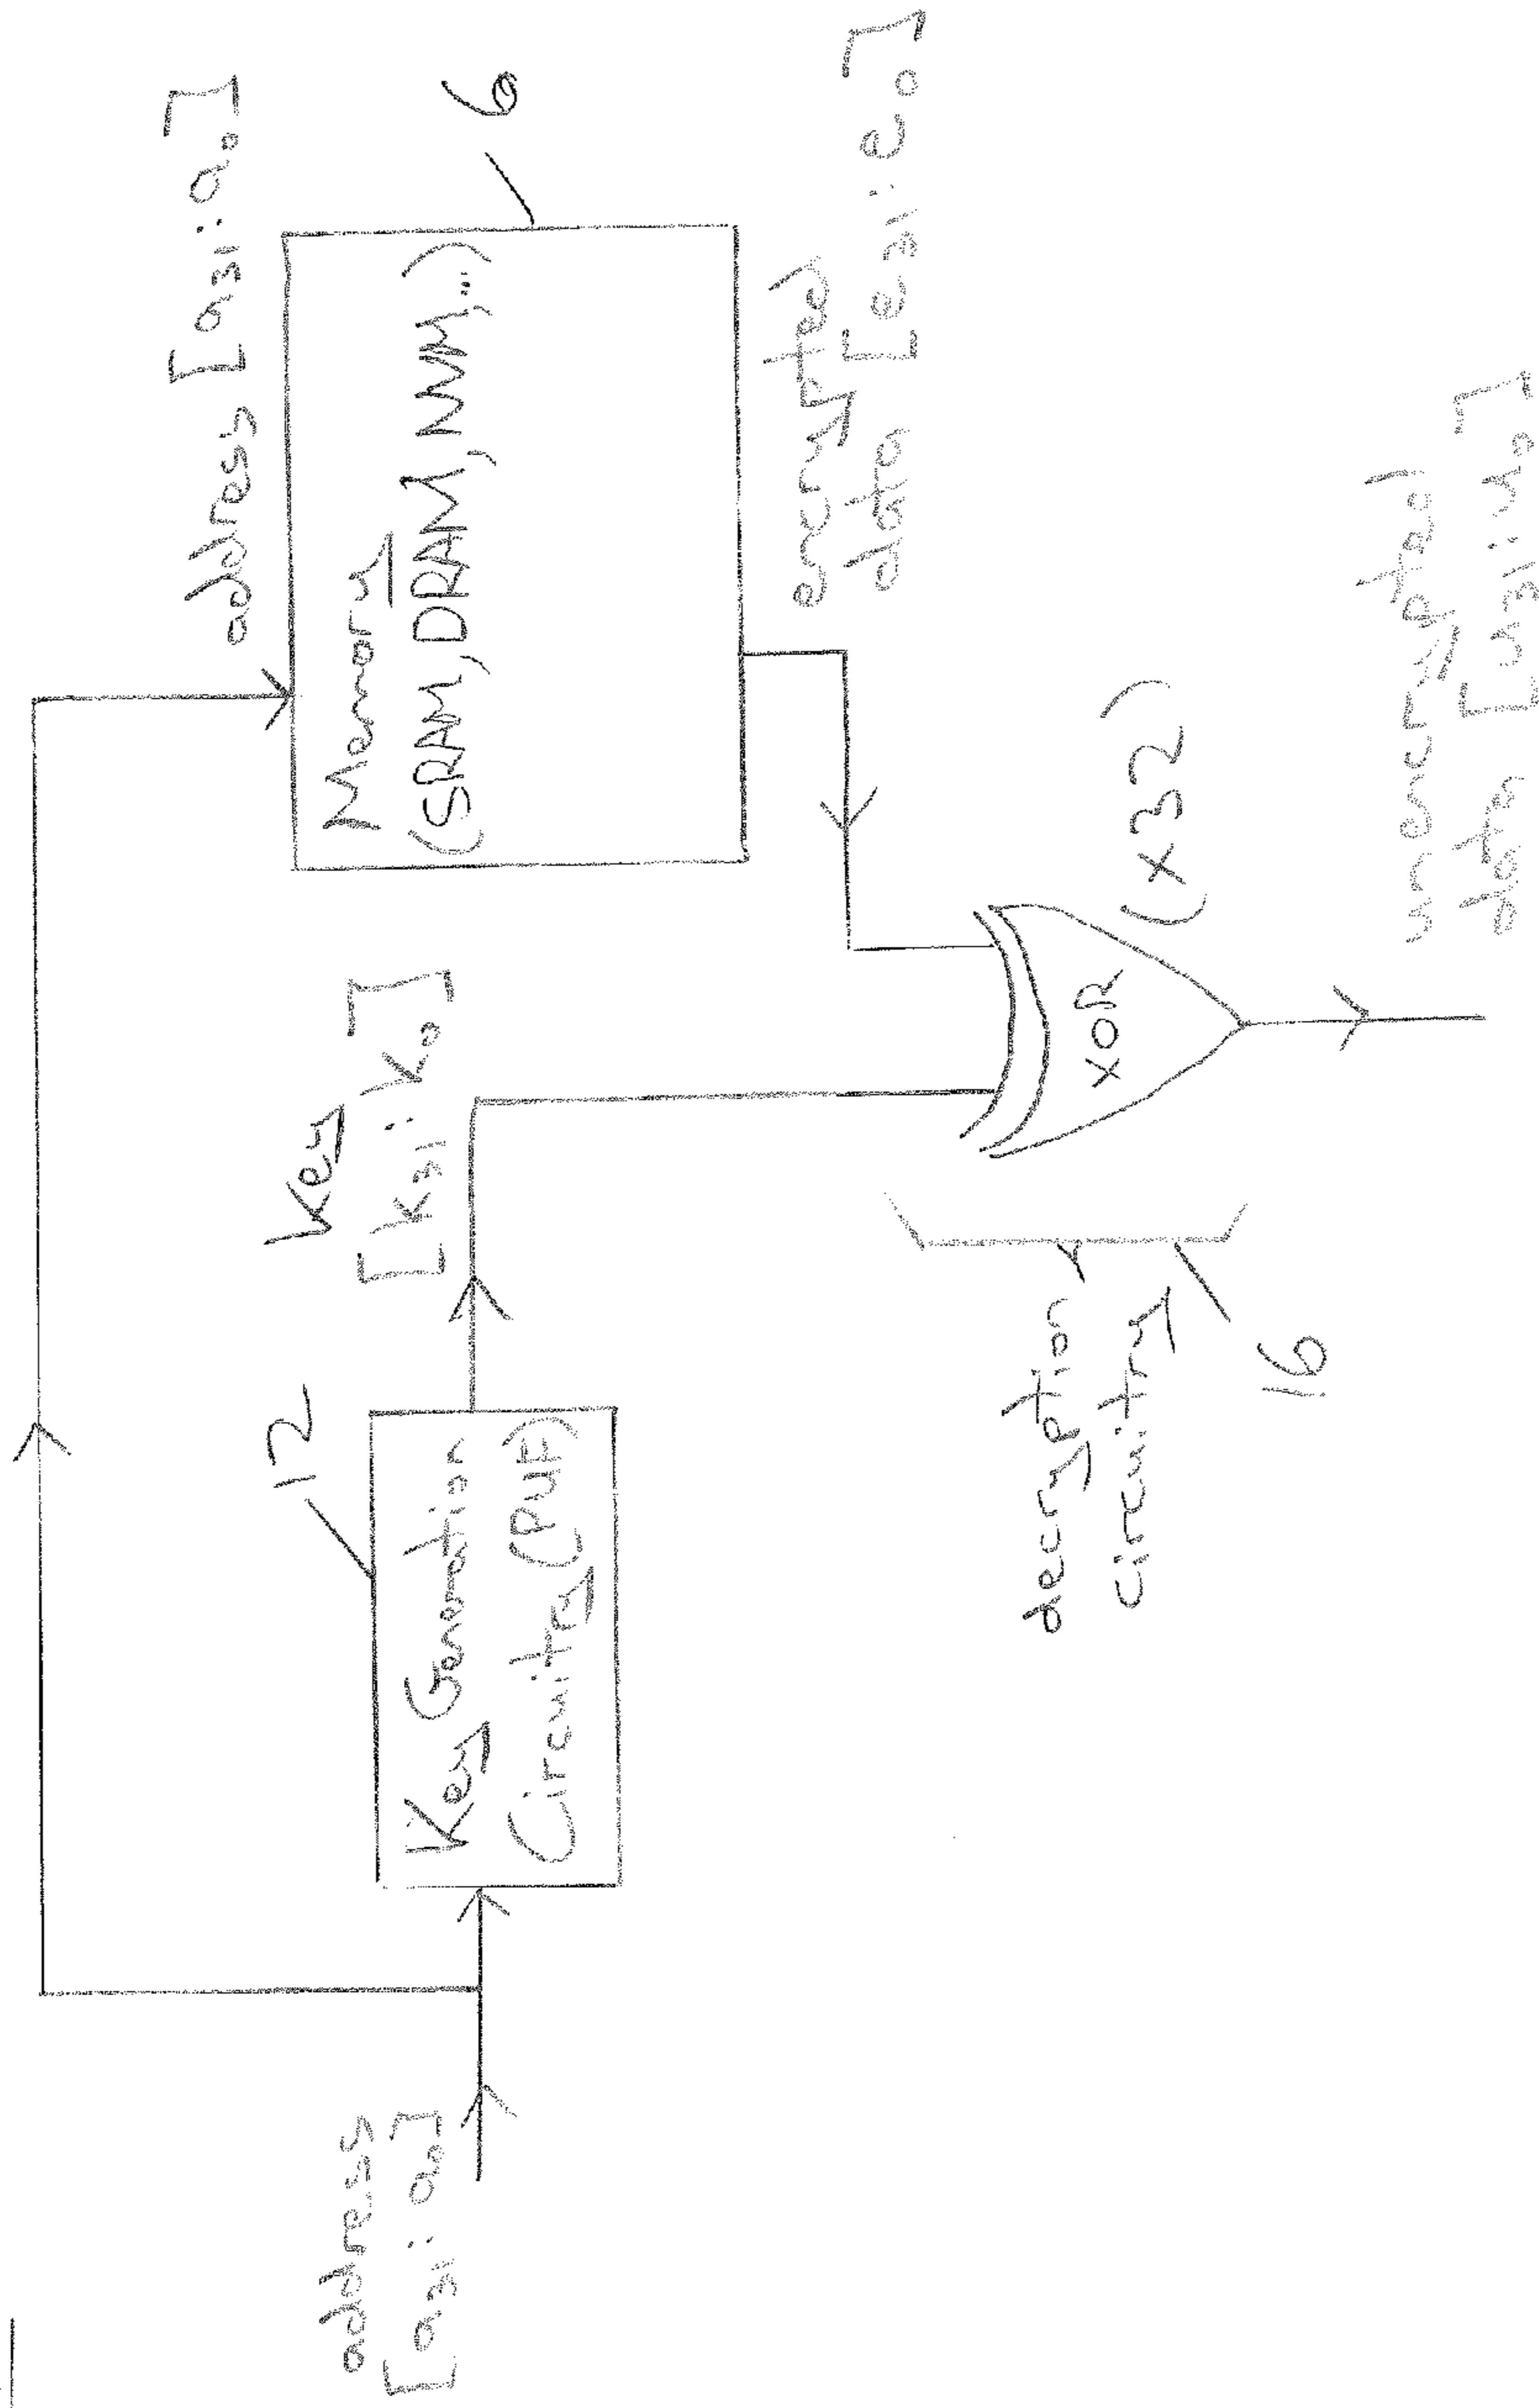 address [a31:a0]
6
Memory
(SRAM, DRAM, NVM,...)
Key
[k31:k0]
12
Key Generation
Circuitry (PUF)
address
[a31:a0]
encrypted
data [e31:e0]
XOR
(x32)
decryption
circuitry
16
unencrypted
data [u31:u0]